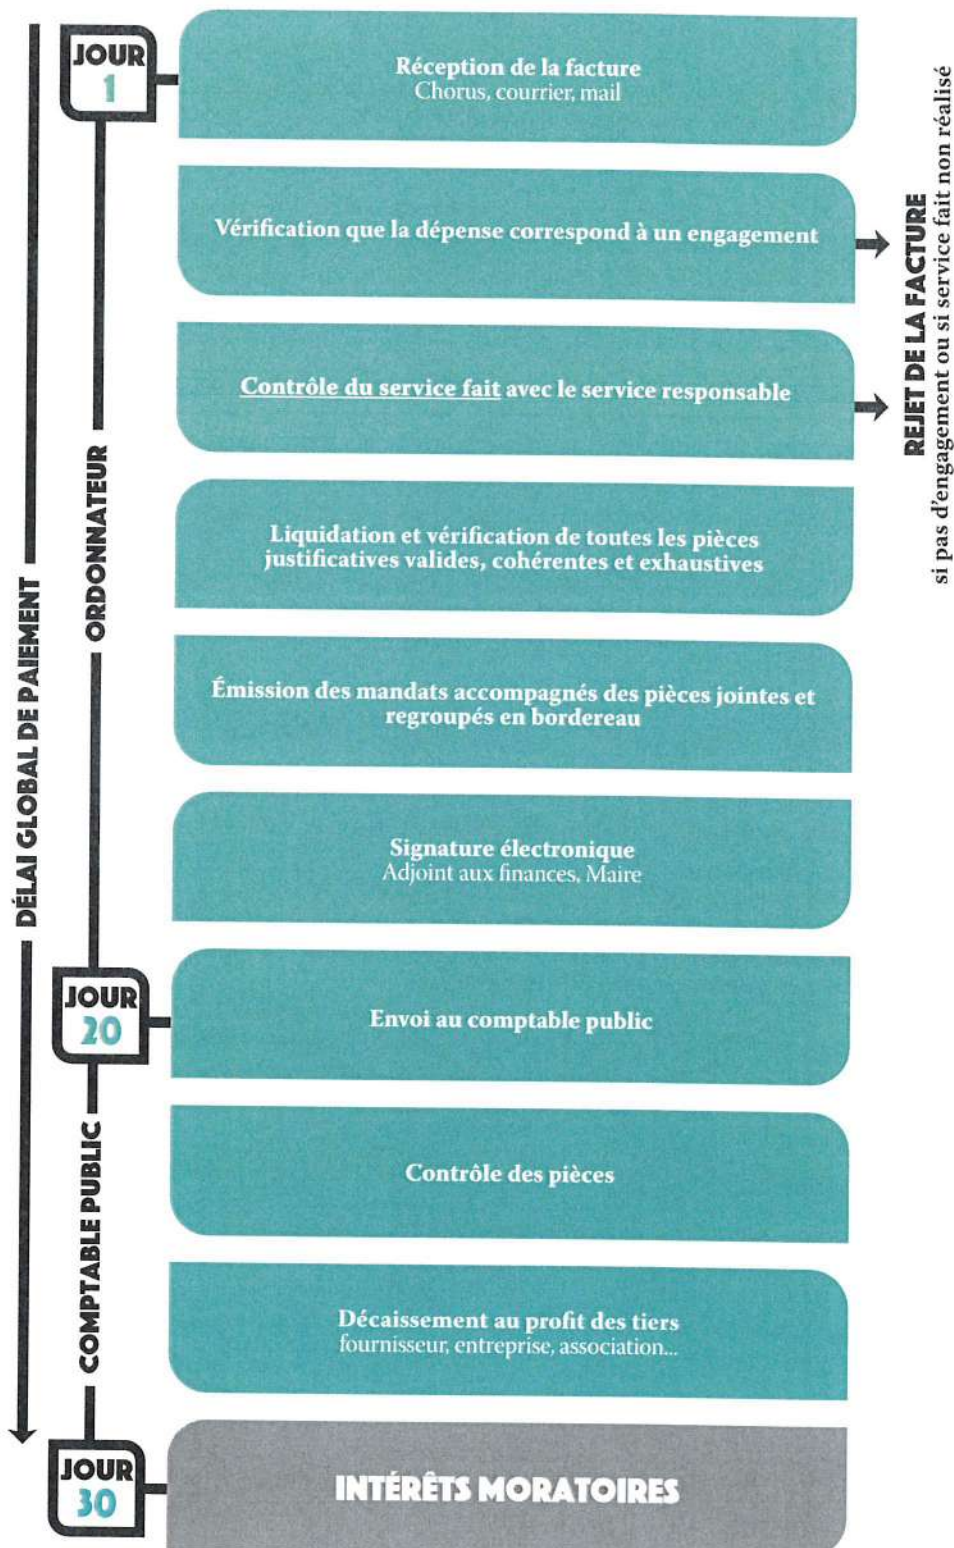 JOUR
1
Réception de la facture
Chorus, courrier, mail
Vérification que la dépense correspond à un engagement
Contrôle du service fait avec le service responsable
REJET DE LA FACTURE
si pas d'engagement ou si service fait non réalisé
Liquidation et vérification de toutes les pièces
justificatives valides, cohérentes et exhaustives
Émission des mandats accompagnés des pièces jointes et
regroupés en bordereau
Signature électronique
Adjoint aux finances, Maire
DÉLAI GLOBAL DE PAIEMENT
ORDONNATEUR
JOUR
20
Envoi au comptable public
Contrôle des pièces
COMPTABLE PUBLIC
Décaissement au profit des tiers
fournisseur, entreprise, association...
JOUR
30
INTÉRÊTS MORATOIRES